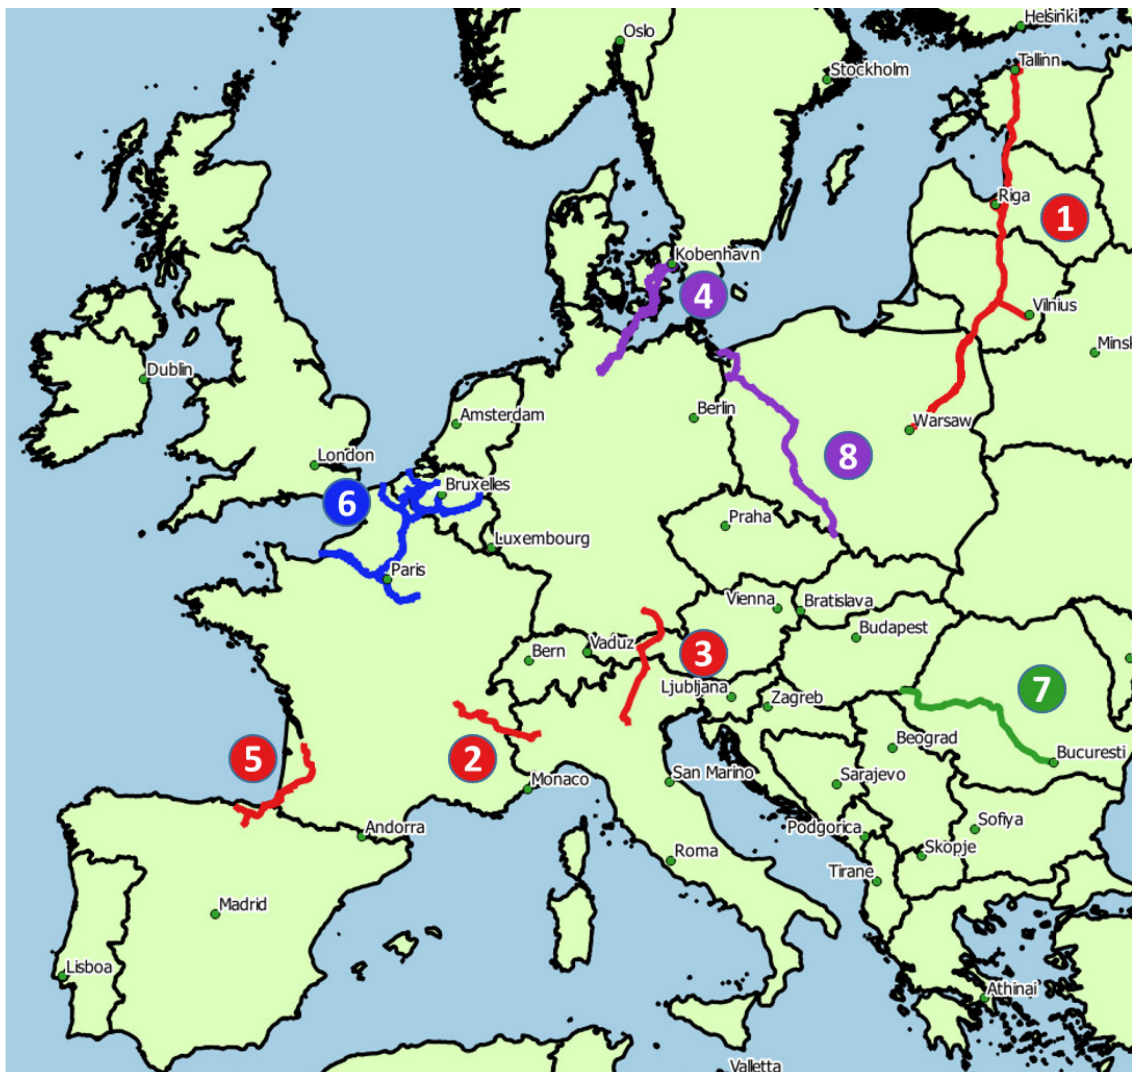 Helsinki
Oslo
Tallinn
Stockholm
Riga
1
Kobenhavn
4
Vilnius
Minsk
Dublin
Berlin
Amsterdam
Warsaw
London
8
6
Bruxelles
Praha
Luxembourg
Paris
Vienna
Bratislava
Budapest
Bern
Vaduz
3
Ljubljana
Zagreb
7
5
2
Beograd
Bucuresti
Monaco
San Marino
Sarajevo
Andorra
Podgorica
Sofiya
Roma
Skopje
Tirane
Madrid
Lisboa
Athinai
Valletta